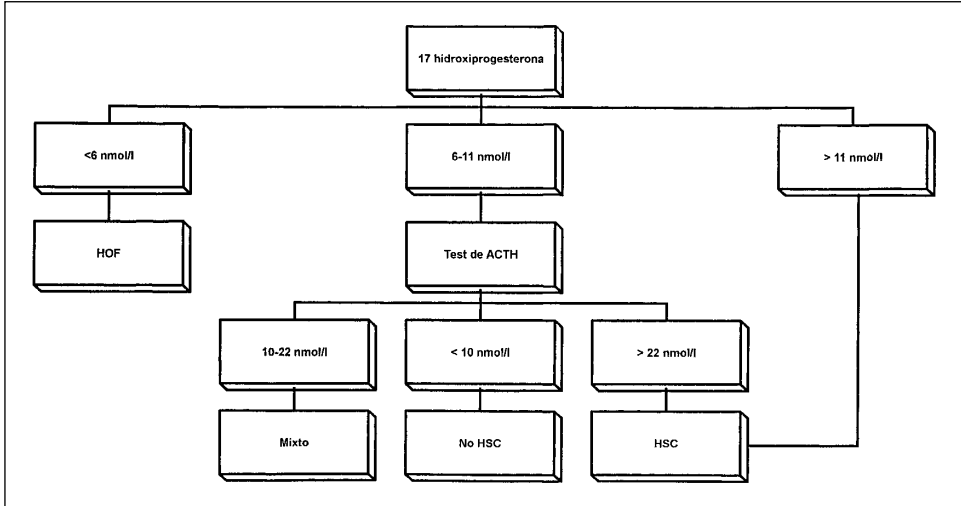 17 hidroxiprogesterona
<6 nmol/l
6-11 nmol/l
> 11 nmol/l
HOF
Test de ACTH
10-22 nmol/l
< 10 nmol/l
> 22 nmol/l
Mixto
No HSC
HSC